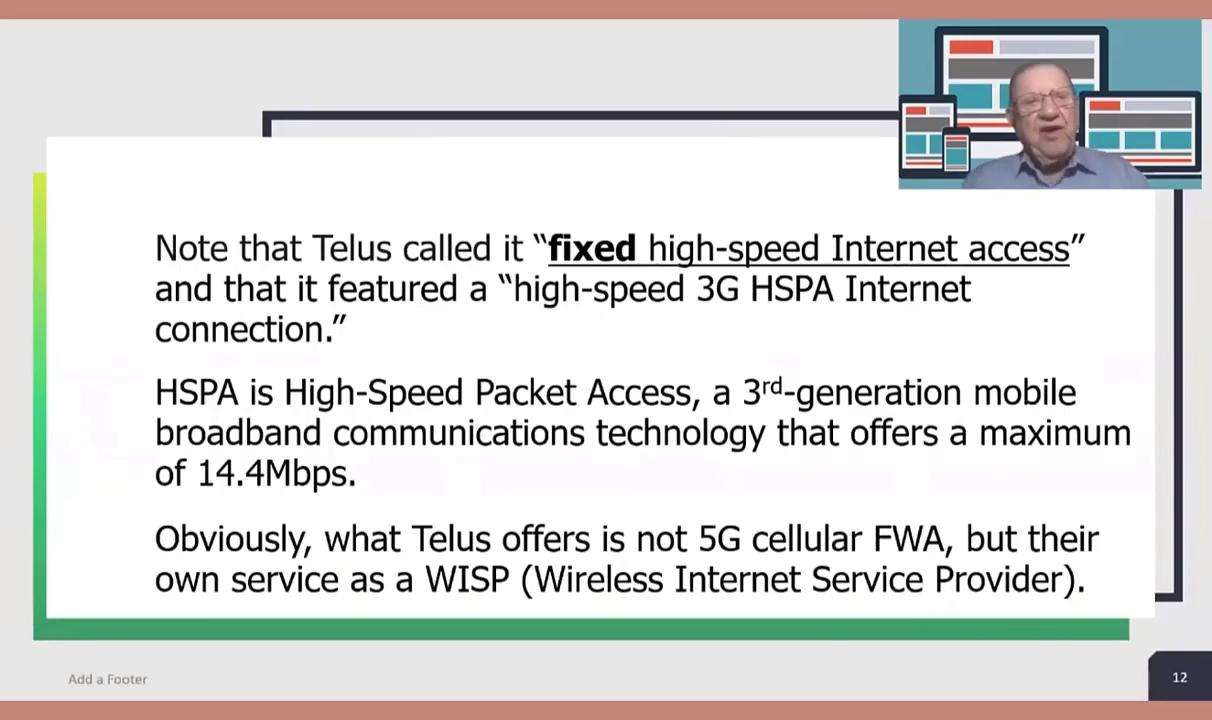 Note that Telus called it “fixed high-speed Internet access”
and that it featured a “high-speed 3G HSPA Internet
connection.”
HSPA is High-Speed Packet Access, a 3rd-generation mobile
broadband communications technology that offers a maximum
of 14.4Mbps.
Obviously, what Telus offers is not 5G cellular FWA, but their
own service as a WISP (Wireless Internet Service Provider).
Add a Footer
12